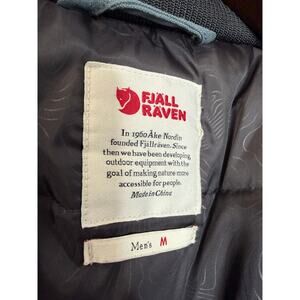 FJÄLL
RÄVEN
In 1960 Åke Nordin
founded Fjällräven. Since
then we have been developing
outdoor equipment with the
goal of making nature more
accessible for people.
Made in China
Men's M